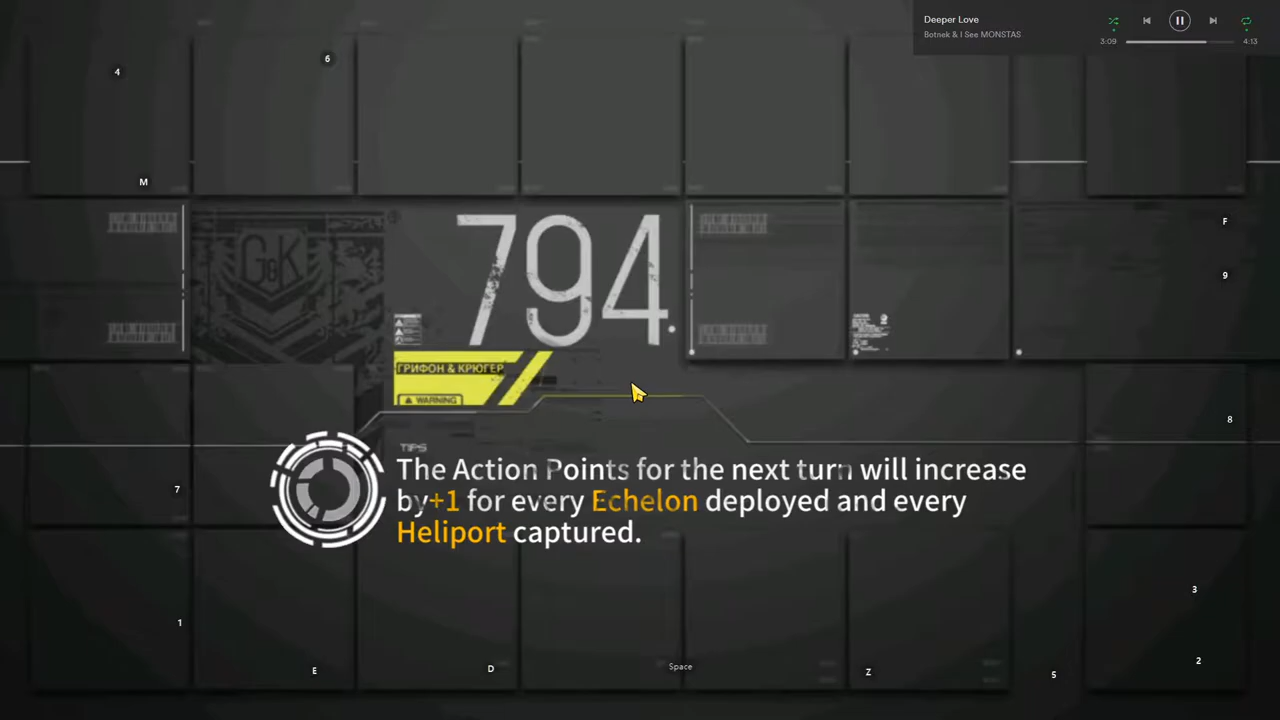 Deeper Love
Botnek & I See MONSTAS
3:09
4:13
4
6
M
F
9
G&K
794.
ГРИФОН & КРЮГЕР
WARNING
8
TIPS
The Action Points for the next turn will increase
by+1 for every Echelon deployed and every
Heliport captured.
7
3
1
E
D
Space
Z
5
2